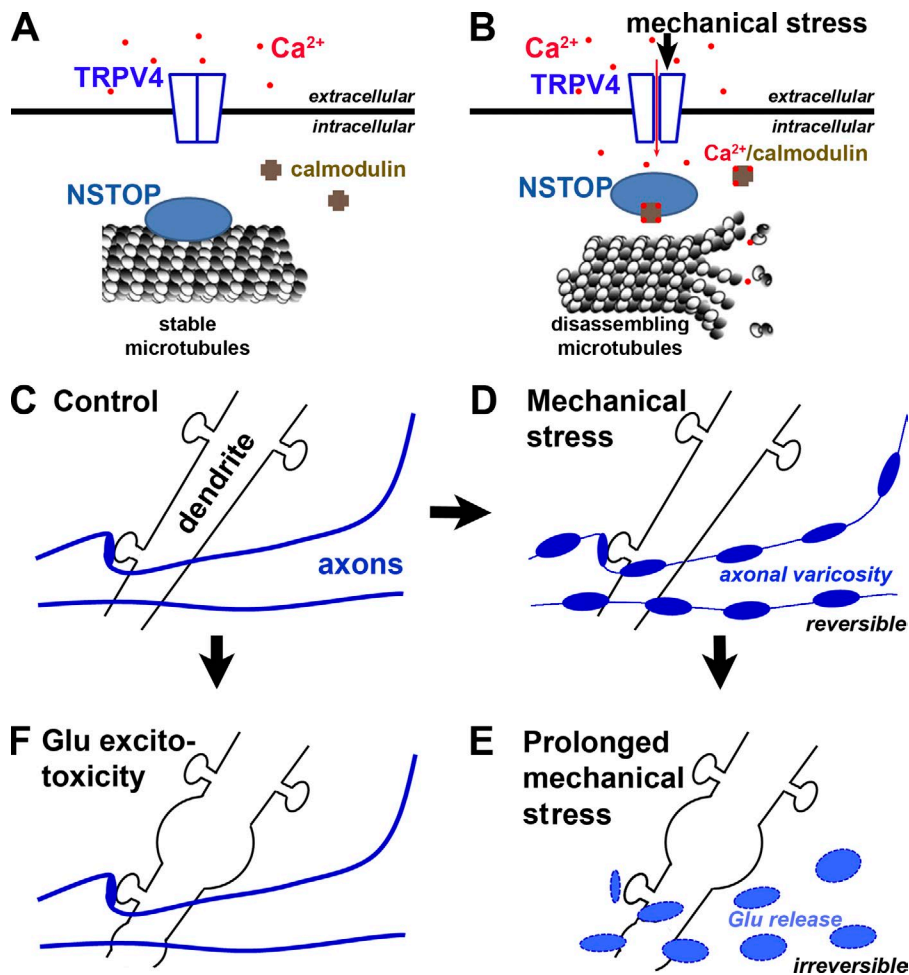 A
Ca²⁺
TRPV4
extracellular
intracellular
calmodulin
NSTOP
stable
microtubules
B
mechanical stress
Ca²⁺
TRPV4
extracellular
intracellular
Ca²⁺/calmodulin
NSTOP
disassembling
microtubules
C Control
dendrite
axons
D Mechanical
stress
axonal varicosity
reversible
F Glu excito-
toxicity
E Prolonged
mechanical
stress
Glu release
irreversible